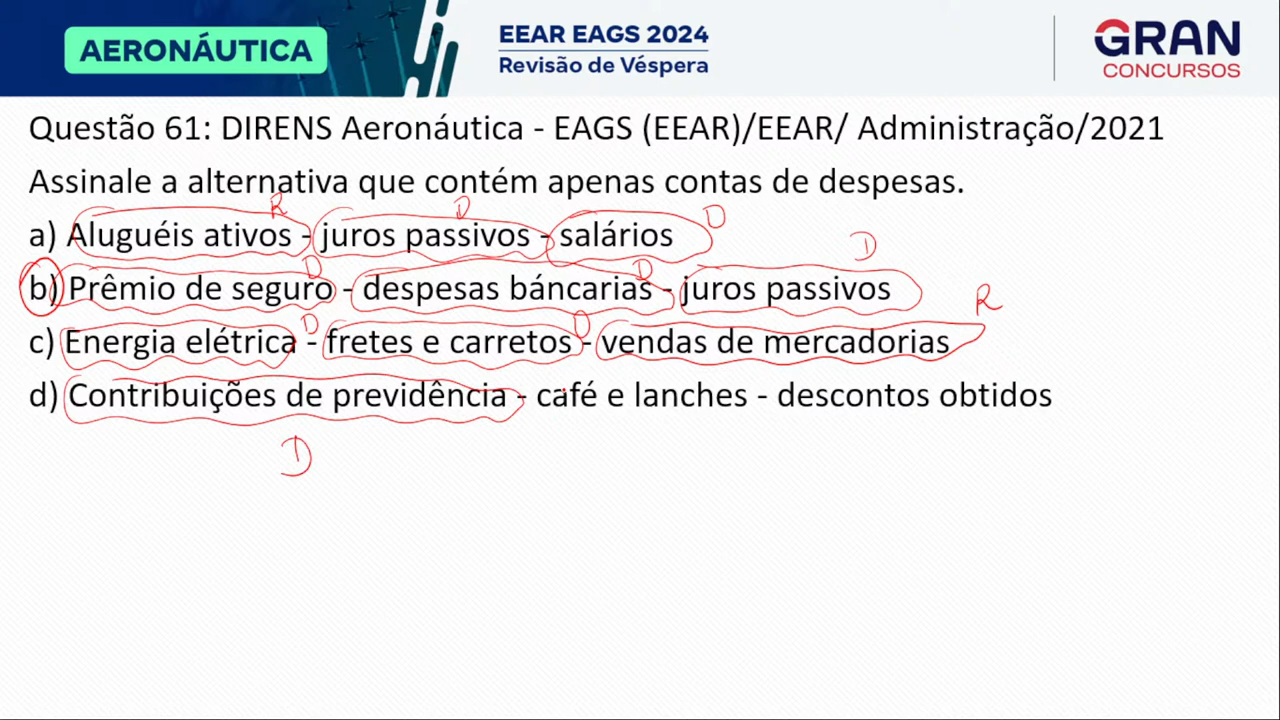 AERONÁUTICA
EEAR EAGS 2024
Revisão de Véspera
GRAN
CONCURSOS
Questão 61: DIRENS Aeronáutica - EAGS (EEAR)/EEAR/ Administração/2021
Assinale a alternativa que contém apenas contas de despesas.
R D D
a) Aluguéis ativos - juros passivos - salários
D D D
b) Prêmio de seguro - despesas báncarias - juros passivos
D D R
c) Energia elétrica - fretes e carretos - vendas de mercadorias
d) Contribuições de previdência - café e lanches - descontos obtidos
D